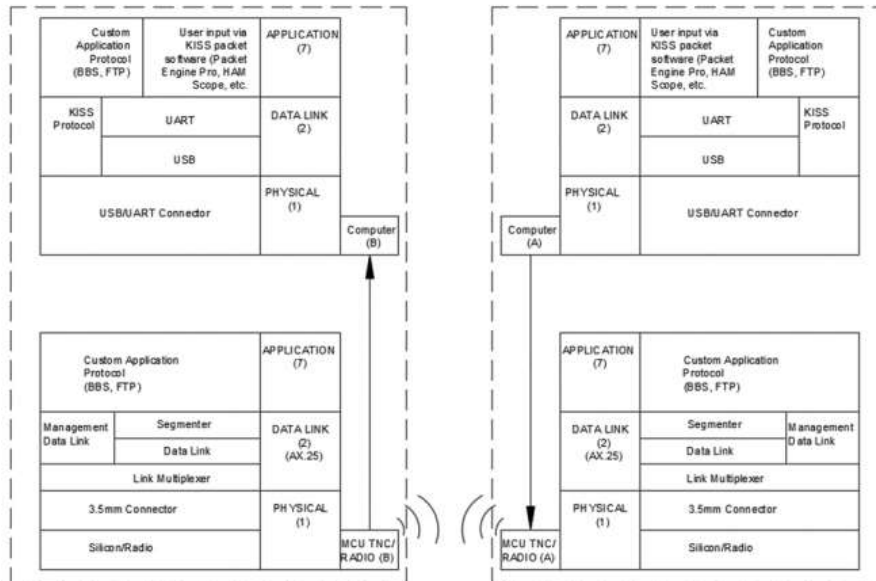 Custom
Application
Protocol
(BBS, FTP)
User input via
KISS packet
software (Packet
Engine Pro, HAM
Scope, etc.
APPLICATION
(7)
KISS
Protocol
UART
USB
DATA LINK
(2)
USB/UART Connector
PHYSICAL
(1)
Computer
(B)
APPLICATION
(7)
User input via
KISS packet
software (Packet
Engine Pro, HAM
Scope, etc.
Custom
Application
Protocol
(BBS, FTP)
DATA LINK
(2)
UART
USB
KISS
Protocol
PHYSICAL
(1)
USB/UART Connector
Computer
(A)
Custom Application
Protocol
(BBS, FTP)
APPLICATION
(7)
Management
Data Link
Segmenter
Data Link
DATA LINK
(2)
(AX.25)
Link Multiplexer
3.5mm Connector
PHYSICAL
(1)
Silicon/Radio
MCU TNC/
RADIO (B)
APPLICATION
(7)
Custom Application
Protocol
(BBS, FTP)
DATA LINK
(2)
(AX.25)
Segmenter
Data Link
Management
Data Link
Link Multiplexer
PHYSICAL
(1)
3.5mm Connector
Silicon/Radio
MCU TNC/
RADIO (A)